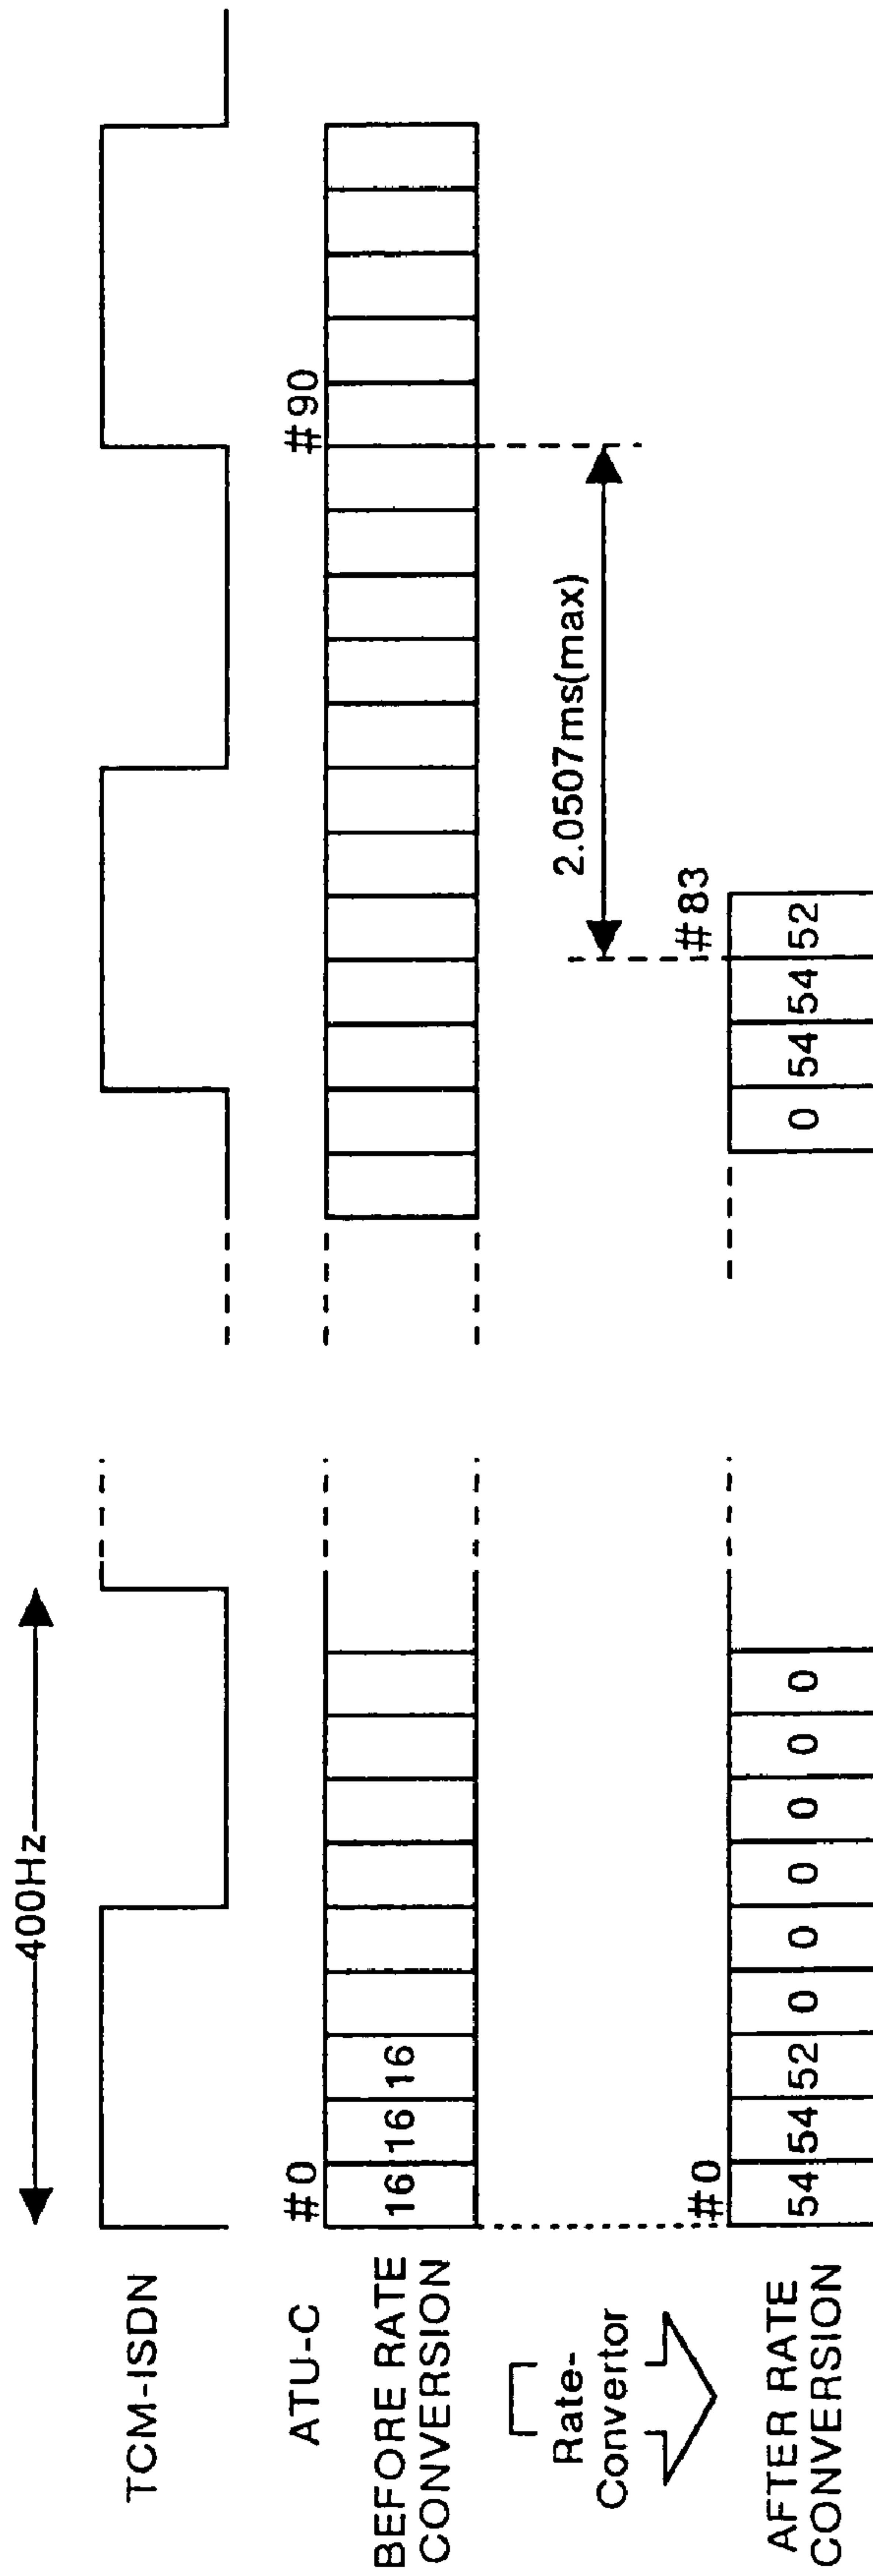 400Hz
TCM-ISDN
ATU-C
#0
#90
BEFORE RATE
CONVERSION
16 16 16
Rate-
Convertor
2.0507ms(max)
#0
#83
AFTER RATE
CONVERSION
54 54 52 0 0 0 0 0 0
0 54 54 52